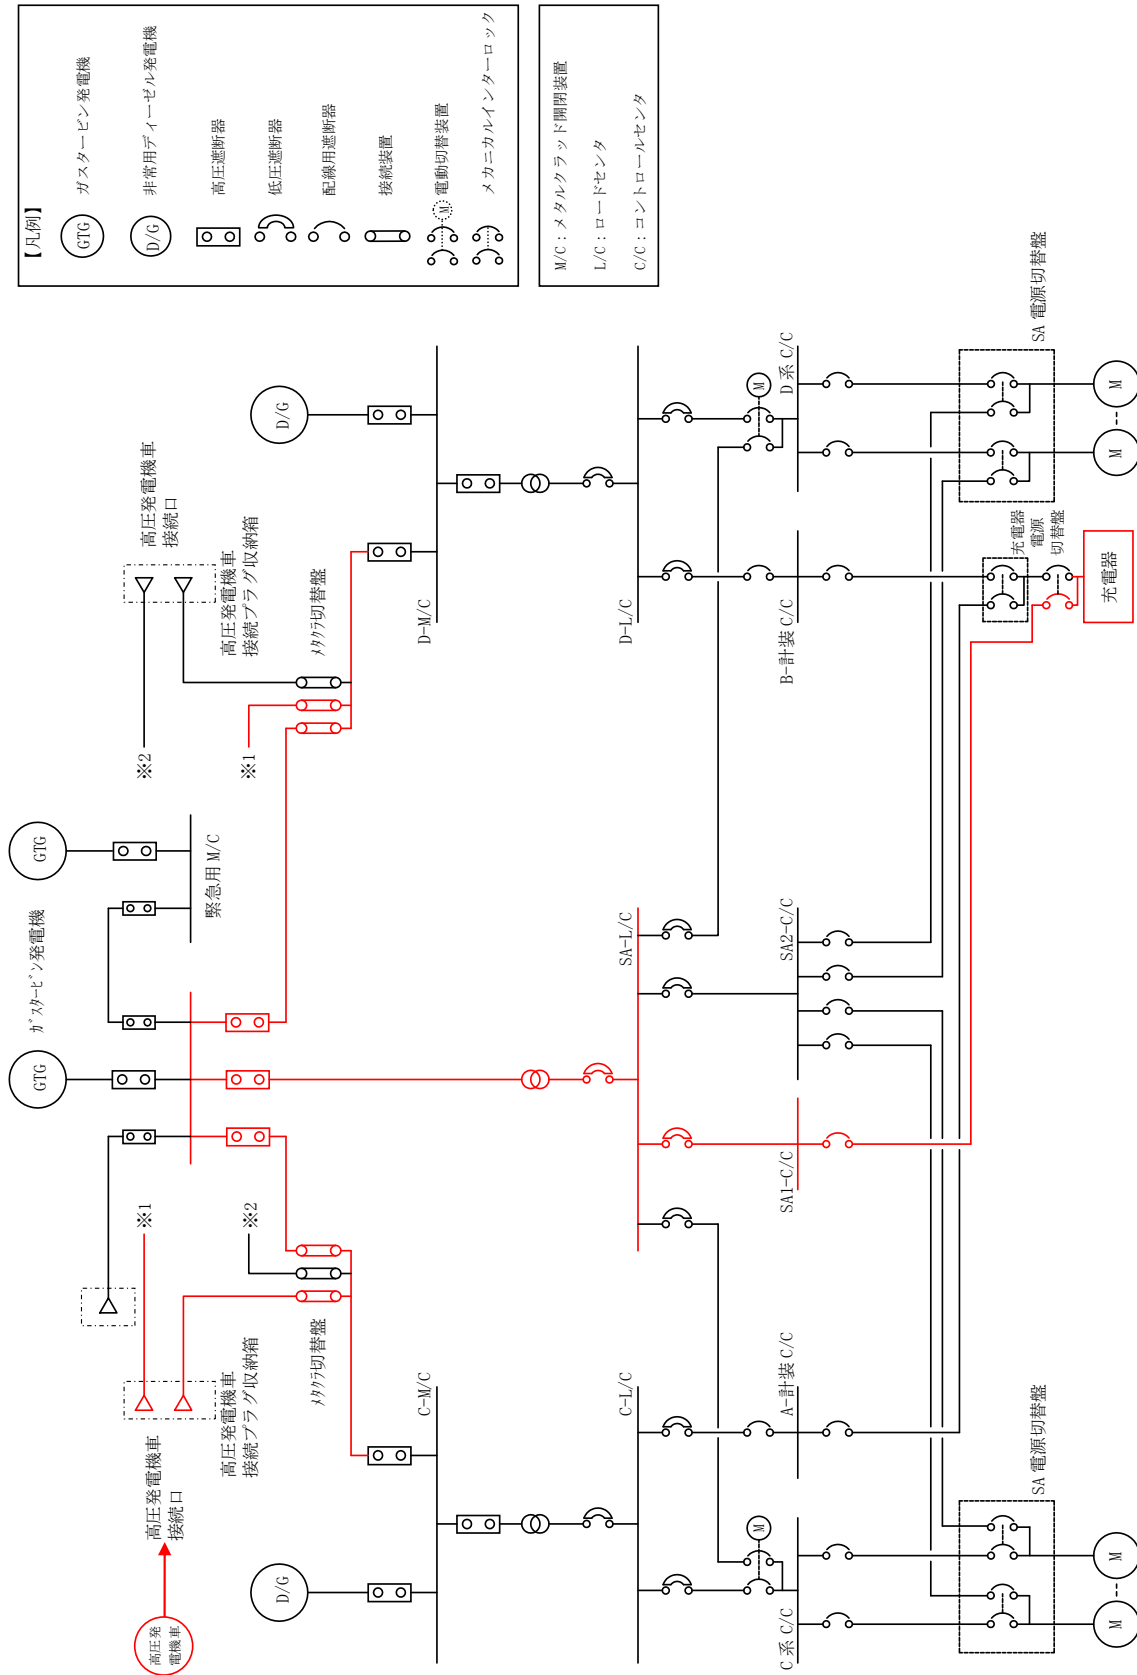 【凡例】
GTG ガスタービン発電機
D/G 非常用ディーゼル発電機
高圧遮断器
低圧遮断器
配線用遮断器
接続装置
M 電動切替装置
メカニカルインターロック
M/C：メタルクラッド開閉装置
L/C：ロードセンタ
C/C：コントロールセンタ
高圧発
電機車
高圧発電機車
接続口
高圧発電機車
接続プラグ収納箱
※1
※2
ガスタービン発電機
GTG
GTG
緊急用 M/C
※2
※1
高圧発電機車
接続口
高圧発電機車
接続プラグ収納箱
メタクラ切替盤
メタクラ切替盤
D/G
D/G
C-M/C
D-M/C
C-L/C
SA-L/C
D-L/C
M
M
C 系 C/C
A-計装 C/C
SA1-C/C
SA2-C/C
B-計装 C/C
D 系 C/C
SA 電源切替盤
充電器
電源
切替盤
SA 電源切替盤
M
M
充電器
M
M